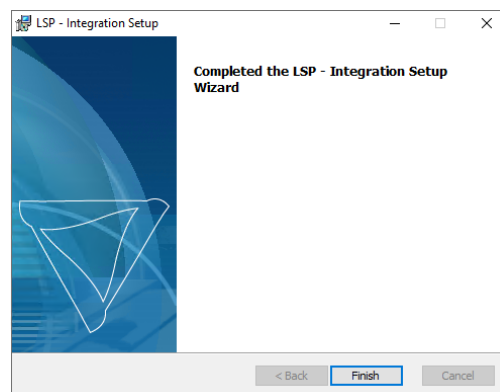 LSP - Integration Setup
Completed the LSP - Integration Setup
Wizard
< Back
Finish
Cancel